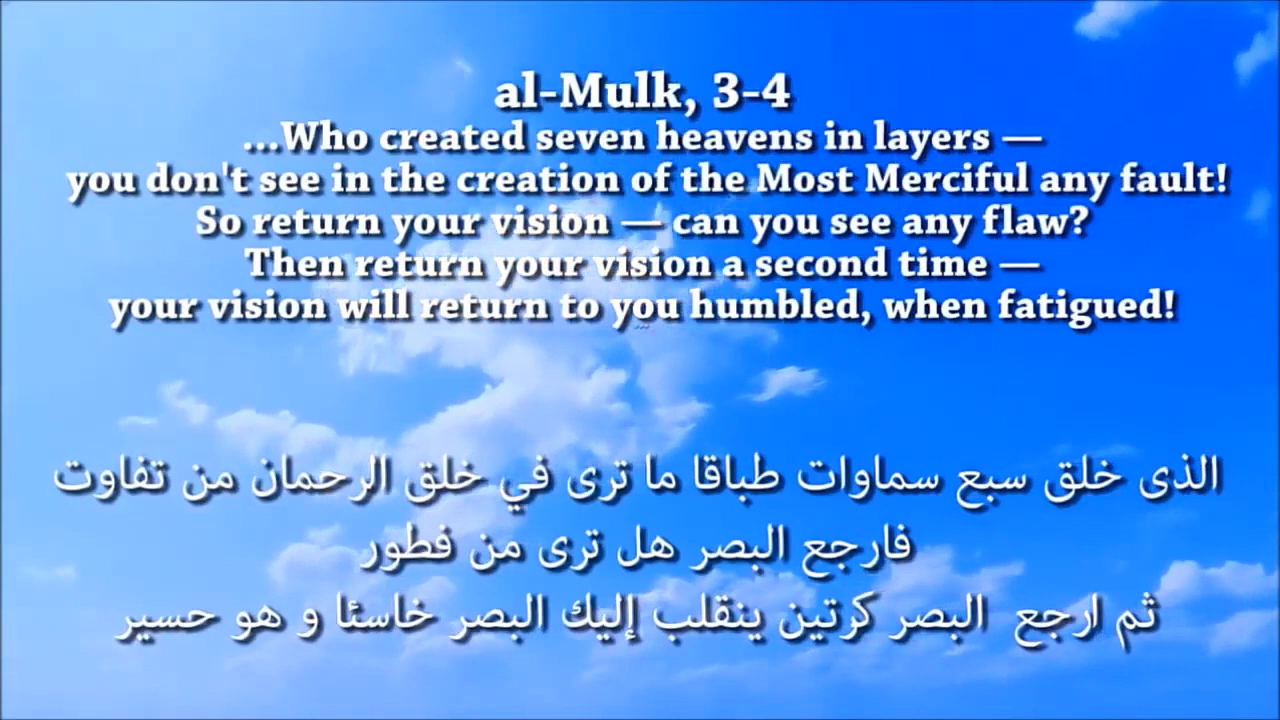 al-Mulk, 3-4
...Who created seven heavens in layers —
you don't see in the creation of the Most Merciful any fault!
So return your vision — can you see any flaw?
Then return your vision a second time —
your vision will return to you humbled, when fatigued!
الذى خلق سبع سماوات طباقا ما ترى في خلق الرحمان من تفاوت
فارجع البصر هل ترى من فطور
ثم ارجع البصر كرتين ينقلب إليك البصر خاسئا و هو حسير